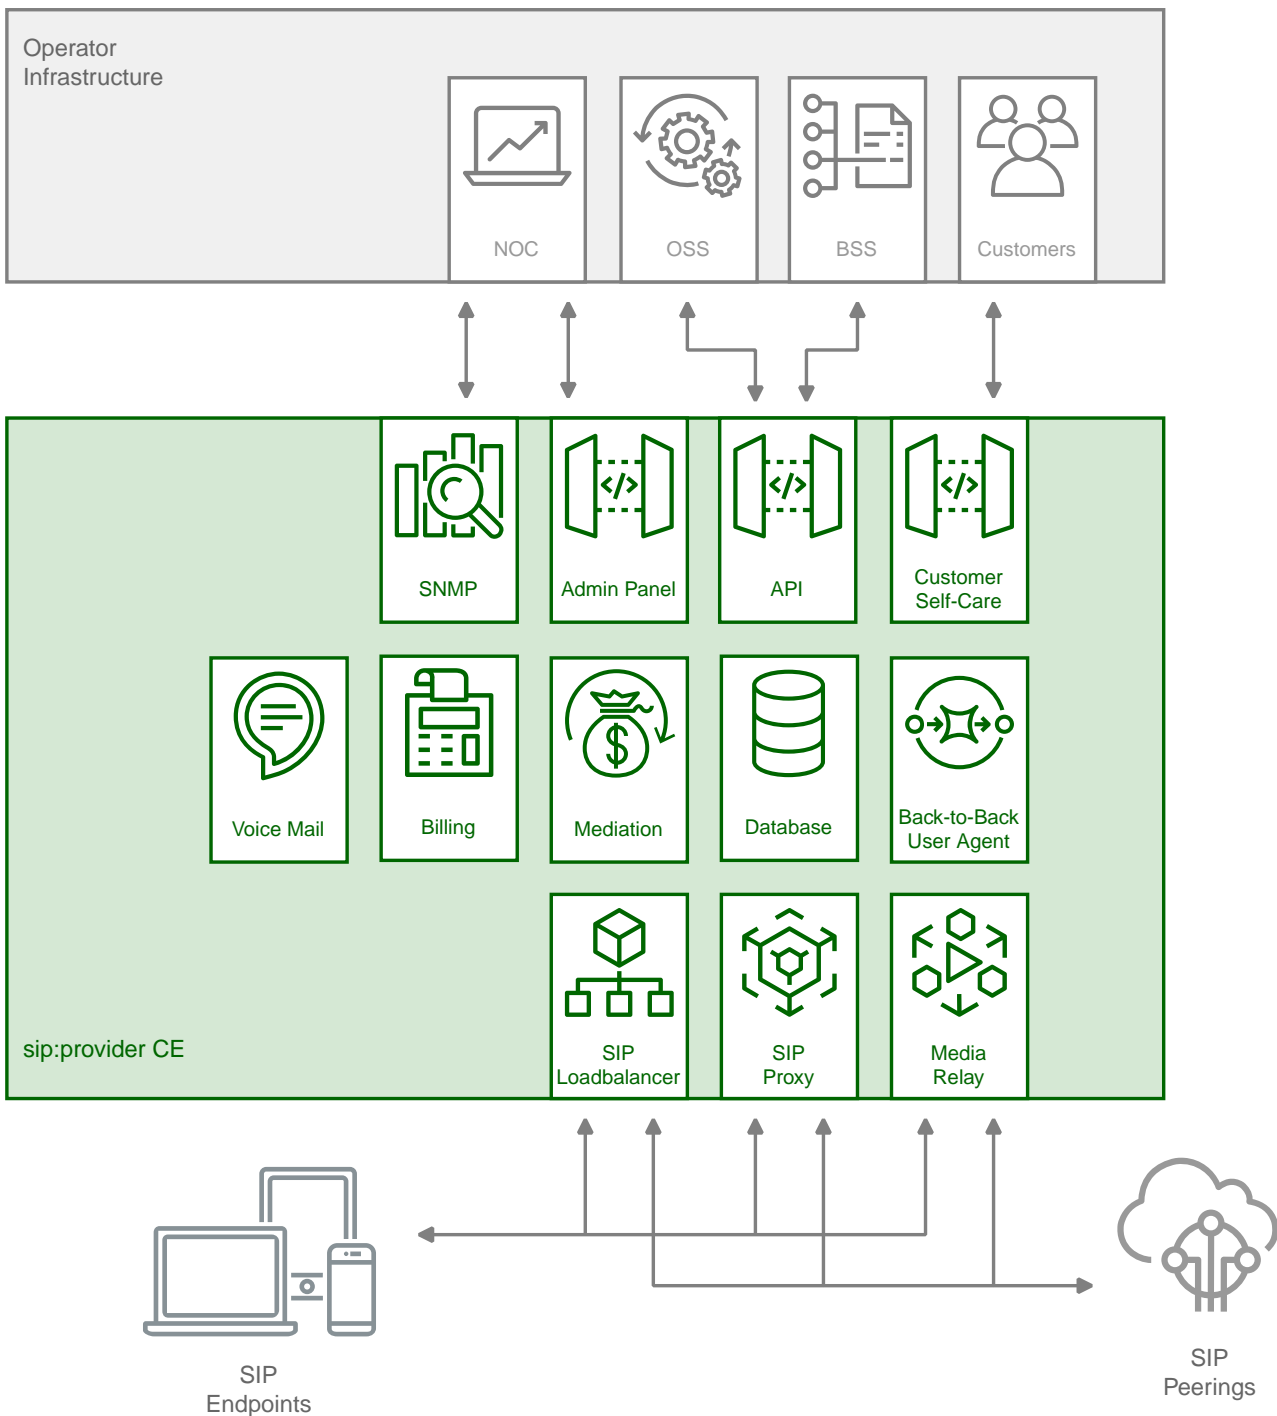 Operator
Infrastructure
NOC
OSS
BSS
Customers
</>
</>
</>
SNMP
Admin Panel
API
Customer
Self-Care
$
Voice Mail
Billing
Mediation
Database
Back-to-Back
User Agent
sip:provider CE
SIP
Loadbalancer
SIP
Proxy
Media
Relay
SIP
Endpoints
SIP
Peerings